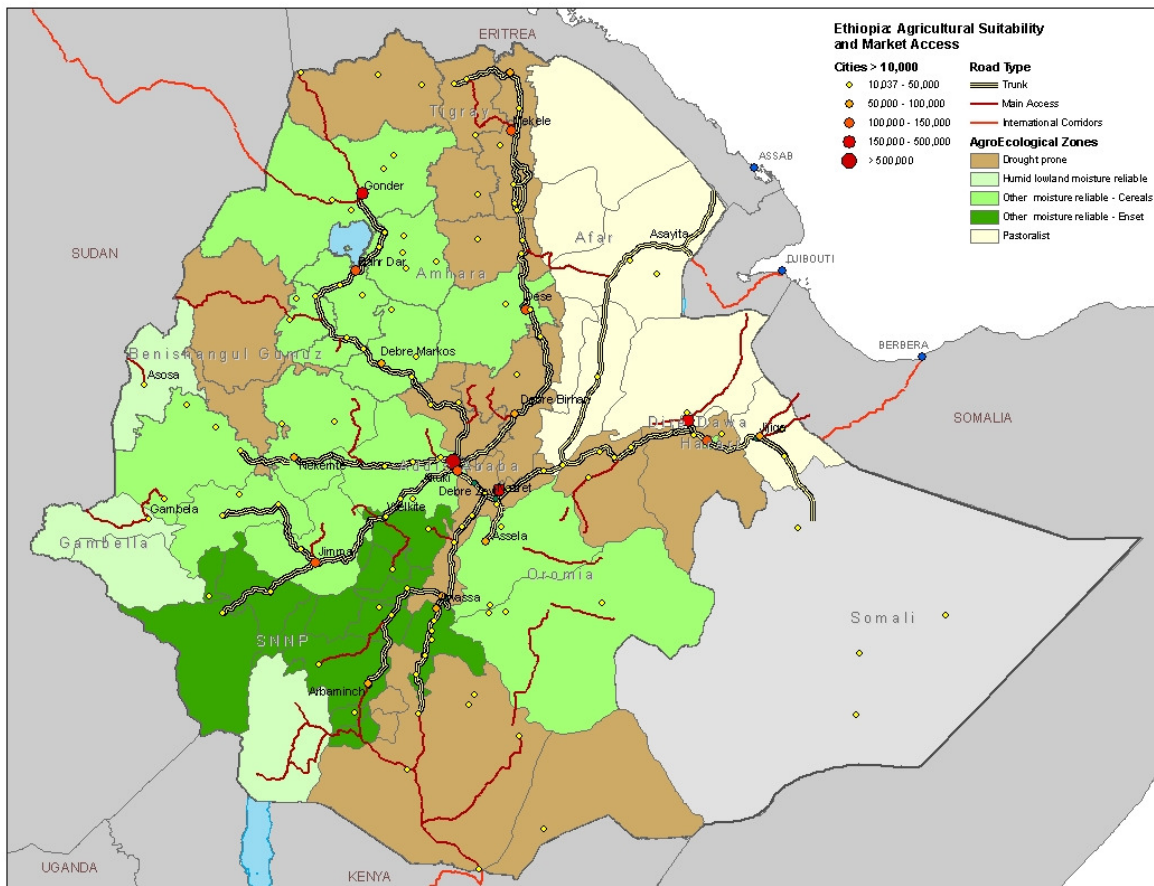 Ethiopia: Agricultural Suitability
and Market Access
Cities > 10,000
10,037 - 50,000
50,000 - 100,000
100,000 - 150,000
150,000 - 500,000
> 500,000
Road Type
Trunk
Main Access
International Corridors
AgroEcological Zones
Drought prone
Humid lowland moisture reliable
Other moisture reliable - Cereals
Other moisture reliable - Enset
Pastoralist
ERITREA
Tigray
Mekele
ASSAB
Gonder
Afar
Asayita
SUDAN
DJIBOUTI
Bahr Dar
Amhara
Dese
BERBERA
Benishangul Gumuz
Debre Markos
Asosa
Debre Birhan
SOMALIA
Dire Dawa
Harari
Jijiga
Nekemte
Addis Ababa
Akaki
Debre Zeyit
Nazret
Gambela
Welkite
Assela
Gambella
Jimma
Oromia
Awassa
Somali
SNNP
Arbaminch
UGANDA
KENYA